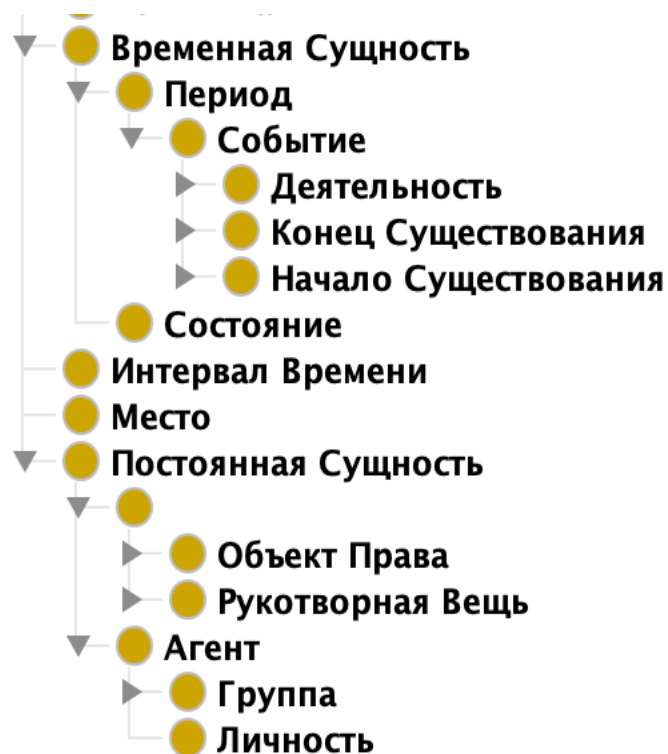 Временная Сущность
Период
Событие
Деятельность
Конец Существования
Начало Существования
Состояние
Интервал Времени
Место
Постоянная Сущность
Объект Права
Рукотворная Вещь
Агент
Группа
Личность